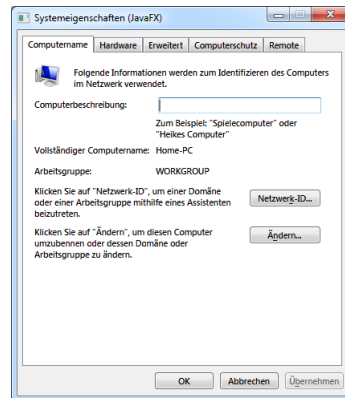 Systemeigenschaften (JavaFX)
Computername Hardware Erweitert Computerschutz Remote
Folgende Informationen werden zum Identifizieren des Computers
im Netzwerk verwendet.
Computerbeschreibung:
Zum Beispiel: "Spielecomputer" oder
"Heikes Computer"
Vollständiger Computername: Home-PC
Arbeitsgruppe: WORKGROUP
Klicken Sie auf "Netzwerk-ID", um einer Domäne
oder einer Arbeitsgruppe mithilfe eines Assistenten
beizutreten.
Netzwerk-ID...
Klicken Sie auf "Ändern", um diesen Computer
umzubennen oder dessen Domäne oder
Arbeitsgruppe zu ändern.
Ändern...
OK Abbrechen Übernehmen